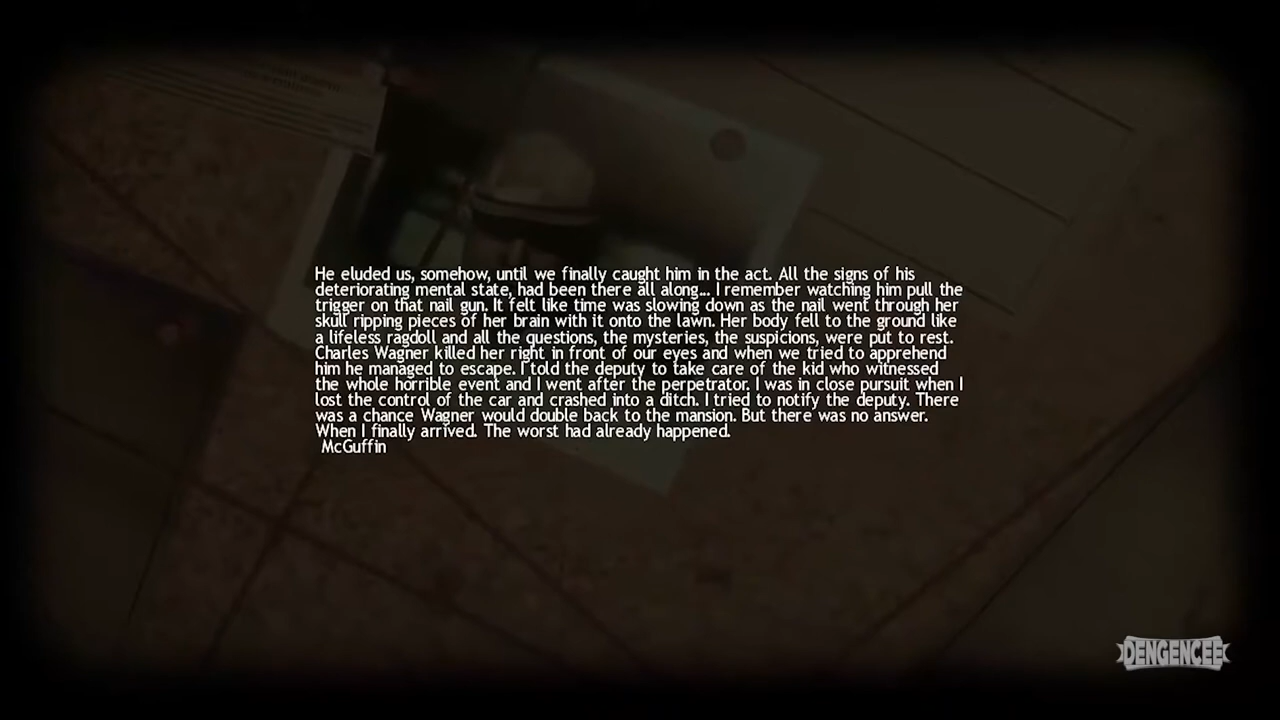 He eluded us, somehow, until we finally caught him in the act. All the signs of his
deteriorating mental state, had been there all along... I remember watching him pull the
trigger on that nail gun. It felt like time was slowing down as the nail went through her
skull ripping pieces of her brain with it onto the lawn. Her body fell to the ground like
a lifeless ragdoll and all the questions, the mysteries, the suspicions, were put to rest.
Charles Wagner killed her right in front of our eyes and when we tried to apprehend
him he managed to escape. I told the deputy to take care of the kid who witnessed
the whole horrible event and I went after the perpetrator. I was in close pursuit when I
lost the control of the car and crashed into a ditch. I tried to notify the deputy. There
was a chance Wagner would double back to the mansion. But there was no answer.
When I finally arrived. The worst had already happened.
McGuffin
DENGENCEE